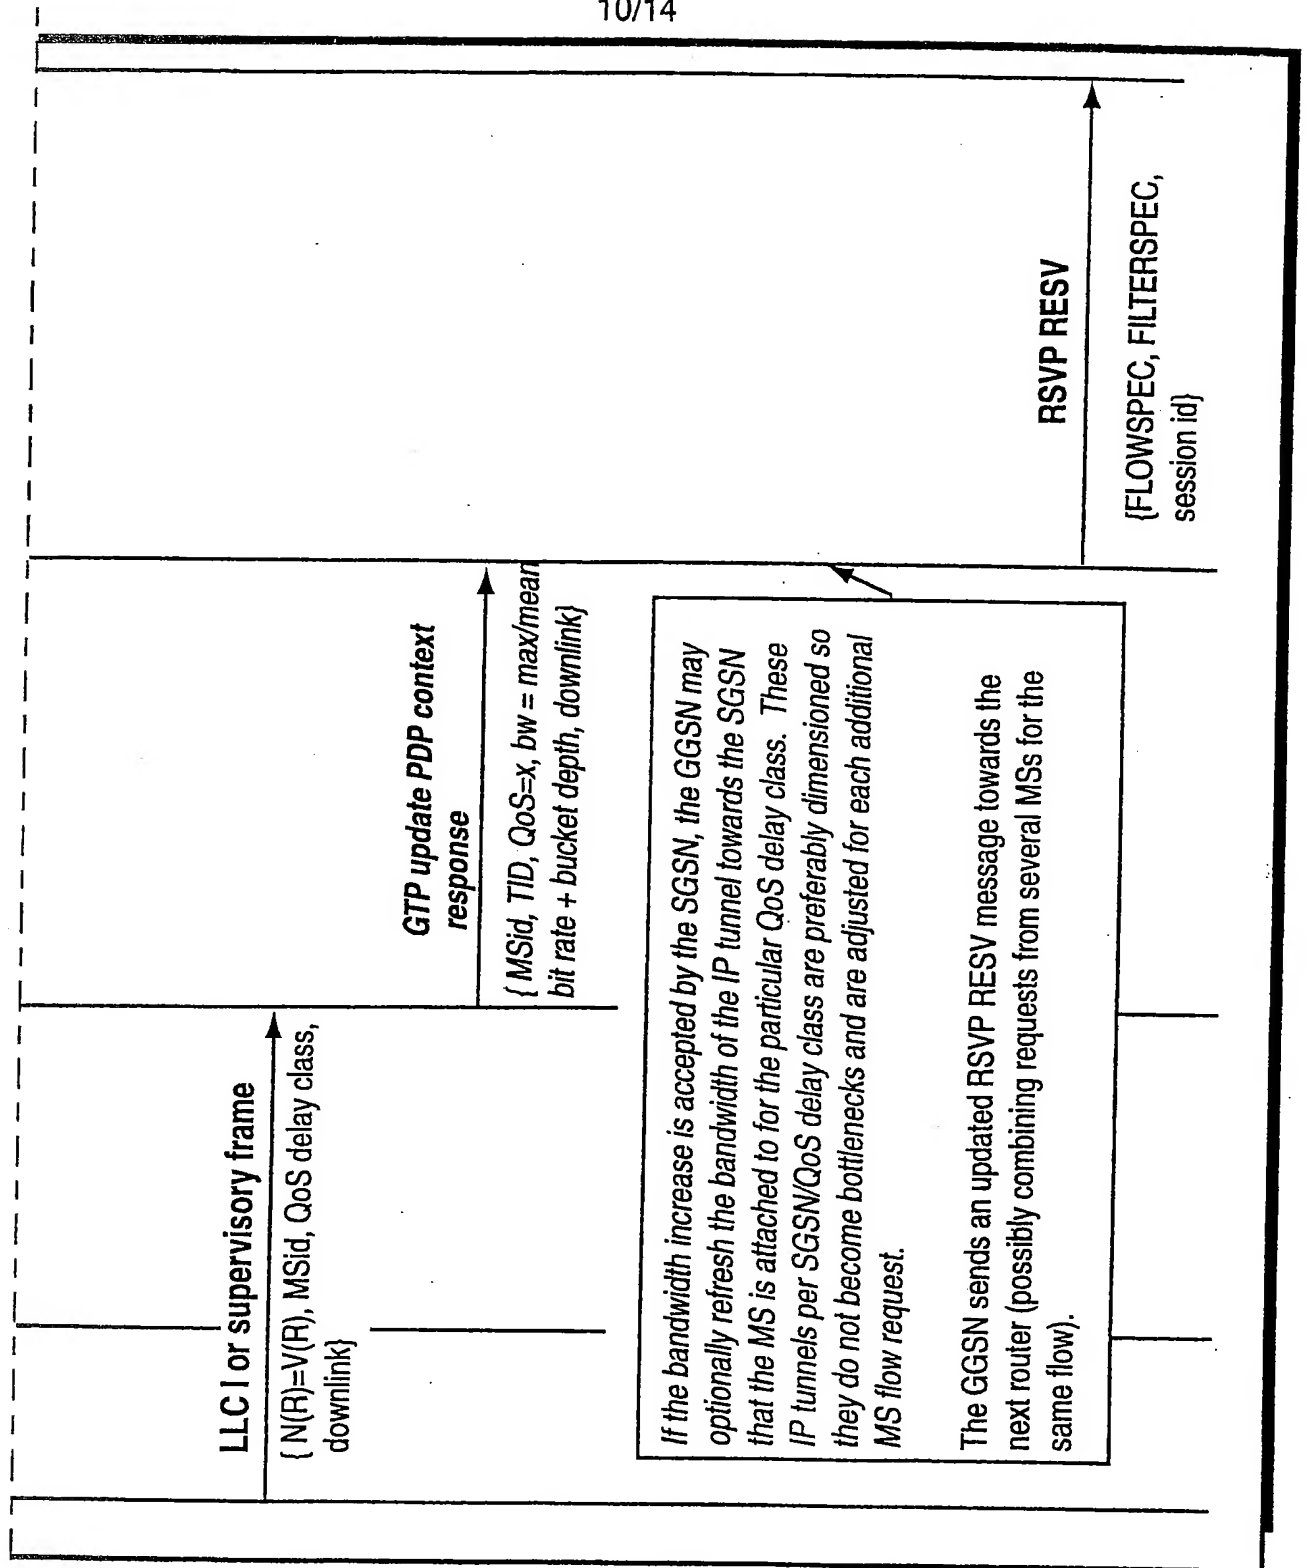 10/14
LLC I or supervisory frame
{ N(R)=V(R), MSid, QoS delay class,
downlink}
GTP update PDP context
response
{ MSid, TID, QoS=x, bw = max/mean
bit rate + bucket depth, downlink}
If the bandwidth increase is accepted by the SGSN, the GGSN may
optionally refresh the bandwidth of the IP tunnel towards the SGSN
that the MS is attached to for the particular QoS delay class. These
IP tunnels per SGSN/QoS delay class are preferably dimensioned so
they do not become bottlenecks and are adjusted for each additional
MS flow request.
The GGSN sends an updated RSVP RESV message towards the
next router (possibly combining requests from several MSs for the
same flow).
RSVP RESV
{FLOWSPEC, FILTERSPEC,
session id}